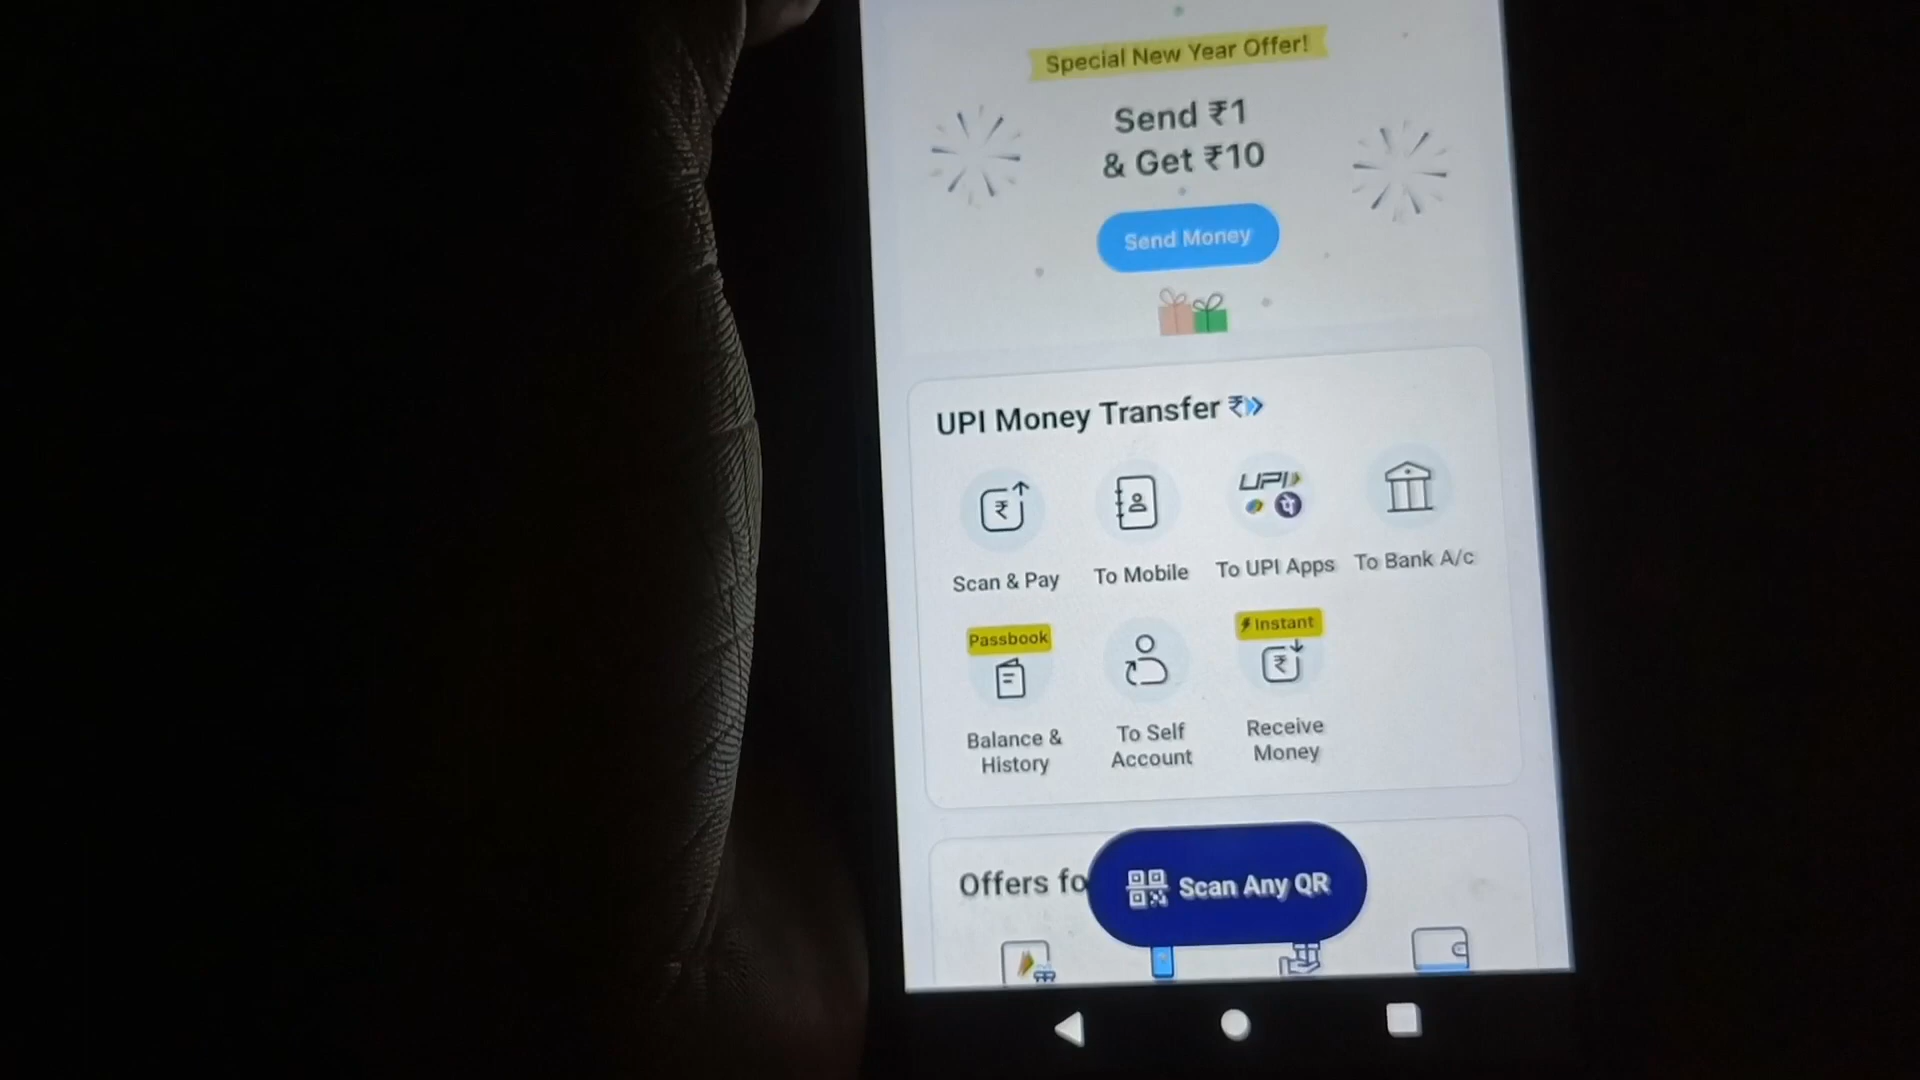 Special New Year Offer!
Send ₹1
& Get ₹10
Send Money
UPI Money Transfer ₹
₹
UPI
पे
Scan & Pay
To Mobile
To UPI Apps
To Bank A/c
Passbook
Instant
₹
Balance &
History
To Self
Account
Receive
Money
Offers fo
Scan Any QR